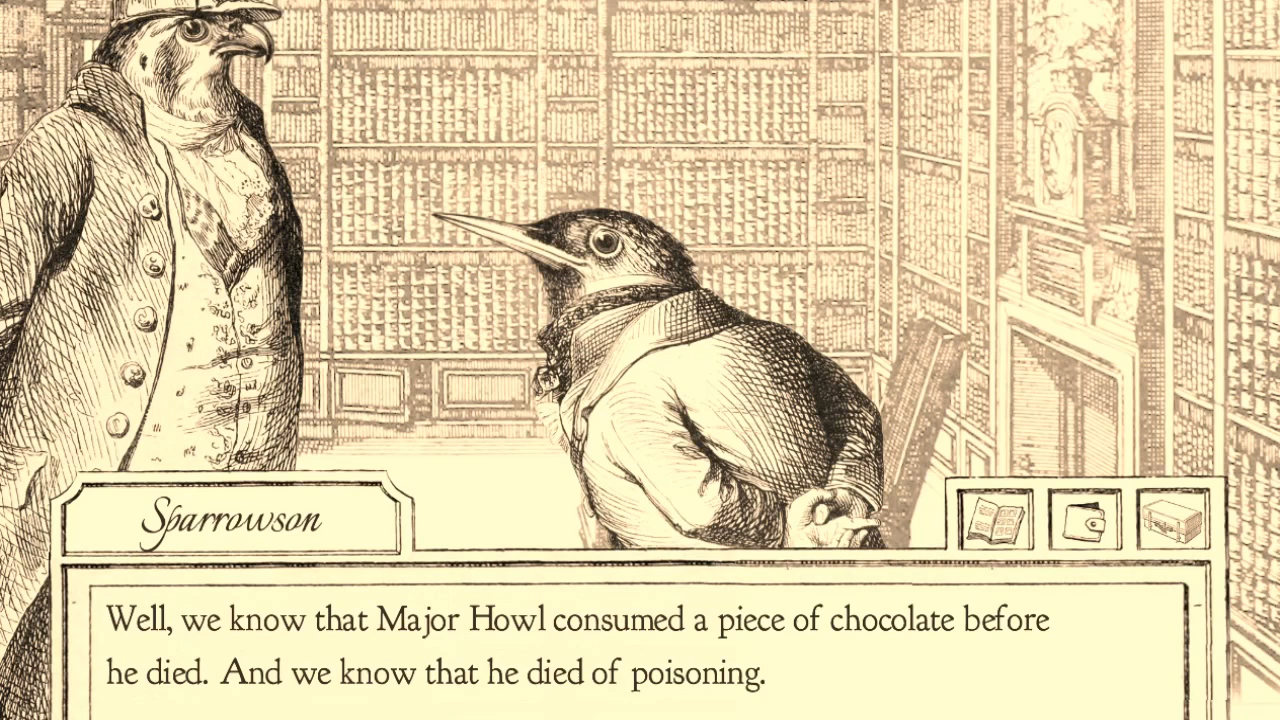 Sparrowson
Well, we know that Major Howl consumed a piece of chocolate before
he died. And we know that he died of poisoning.